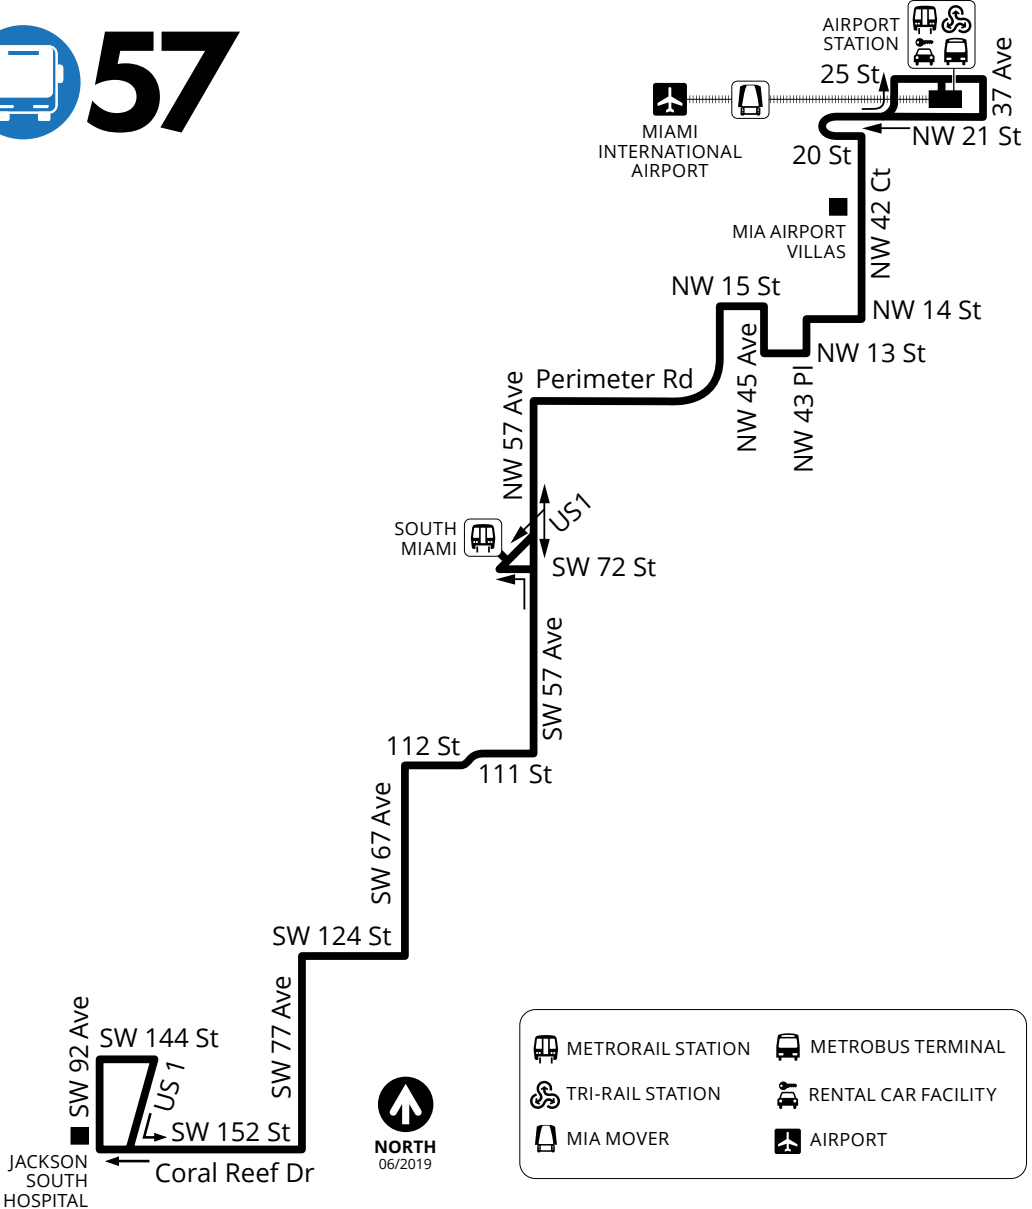 57
AIRPORT
STATION
25 St
37 Ave
MIAMI
INTERNATIONAL
AIRPORT
NW 21 St
20 St
NW 42 Ct
MIA AIRPORT
VILLAS
NW 15 St
NW 14 St
NW 45 Ave
NW 13 St
NW 43 Pl
Perimeter Rd
NW 57 Ave
US1
SOUTH
MIAMI
SW 72 St
SW 57 Ave
112 St
111 St
SW 67 Ave
SW 124 St
SW 77 Ave
SW 92 Ave
SW 144 St
US 1
SW 152 St
JACKSON
SOUTH
HOSPITAL
Coral Reef Dr
NORTH
06/2019
METRORAIL STATION
METROBUS TERMINAL
TRI-RAIL STATION
RENTAL CAR FACILITY
MIA MOVER
AIRPORT